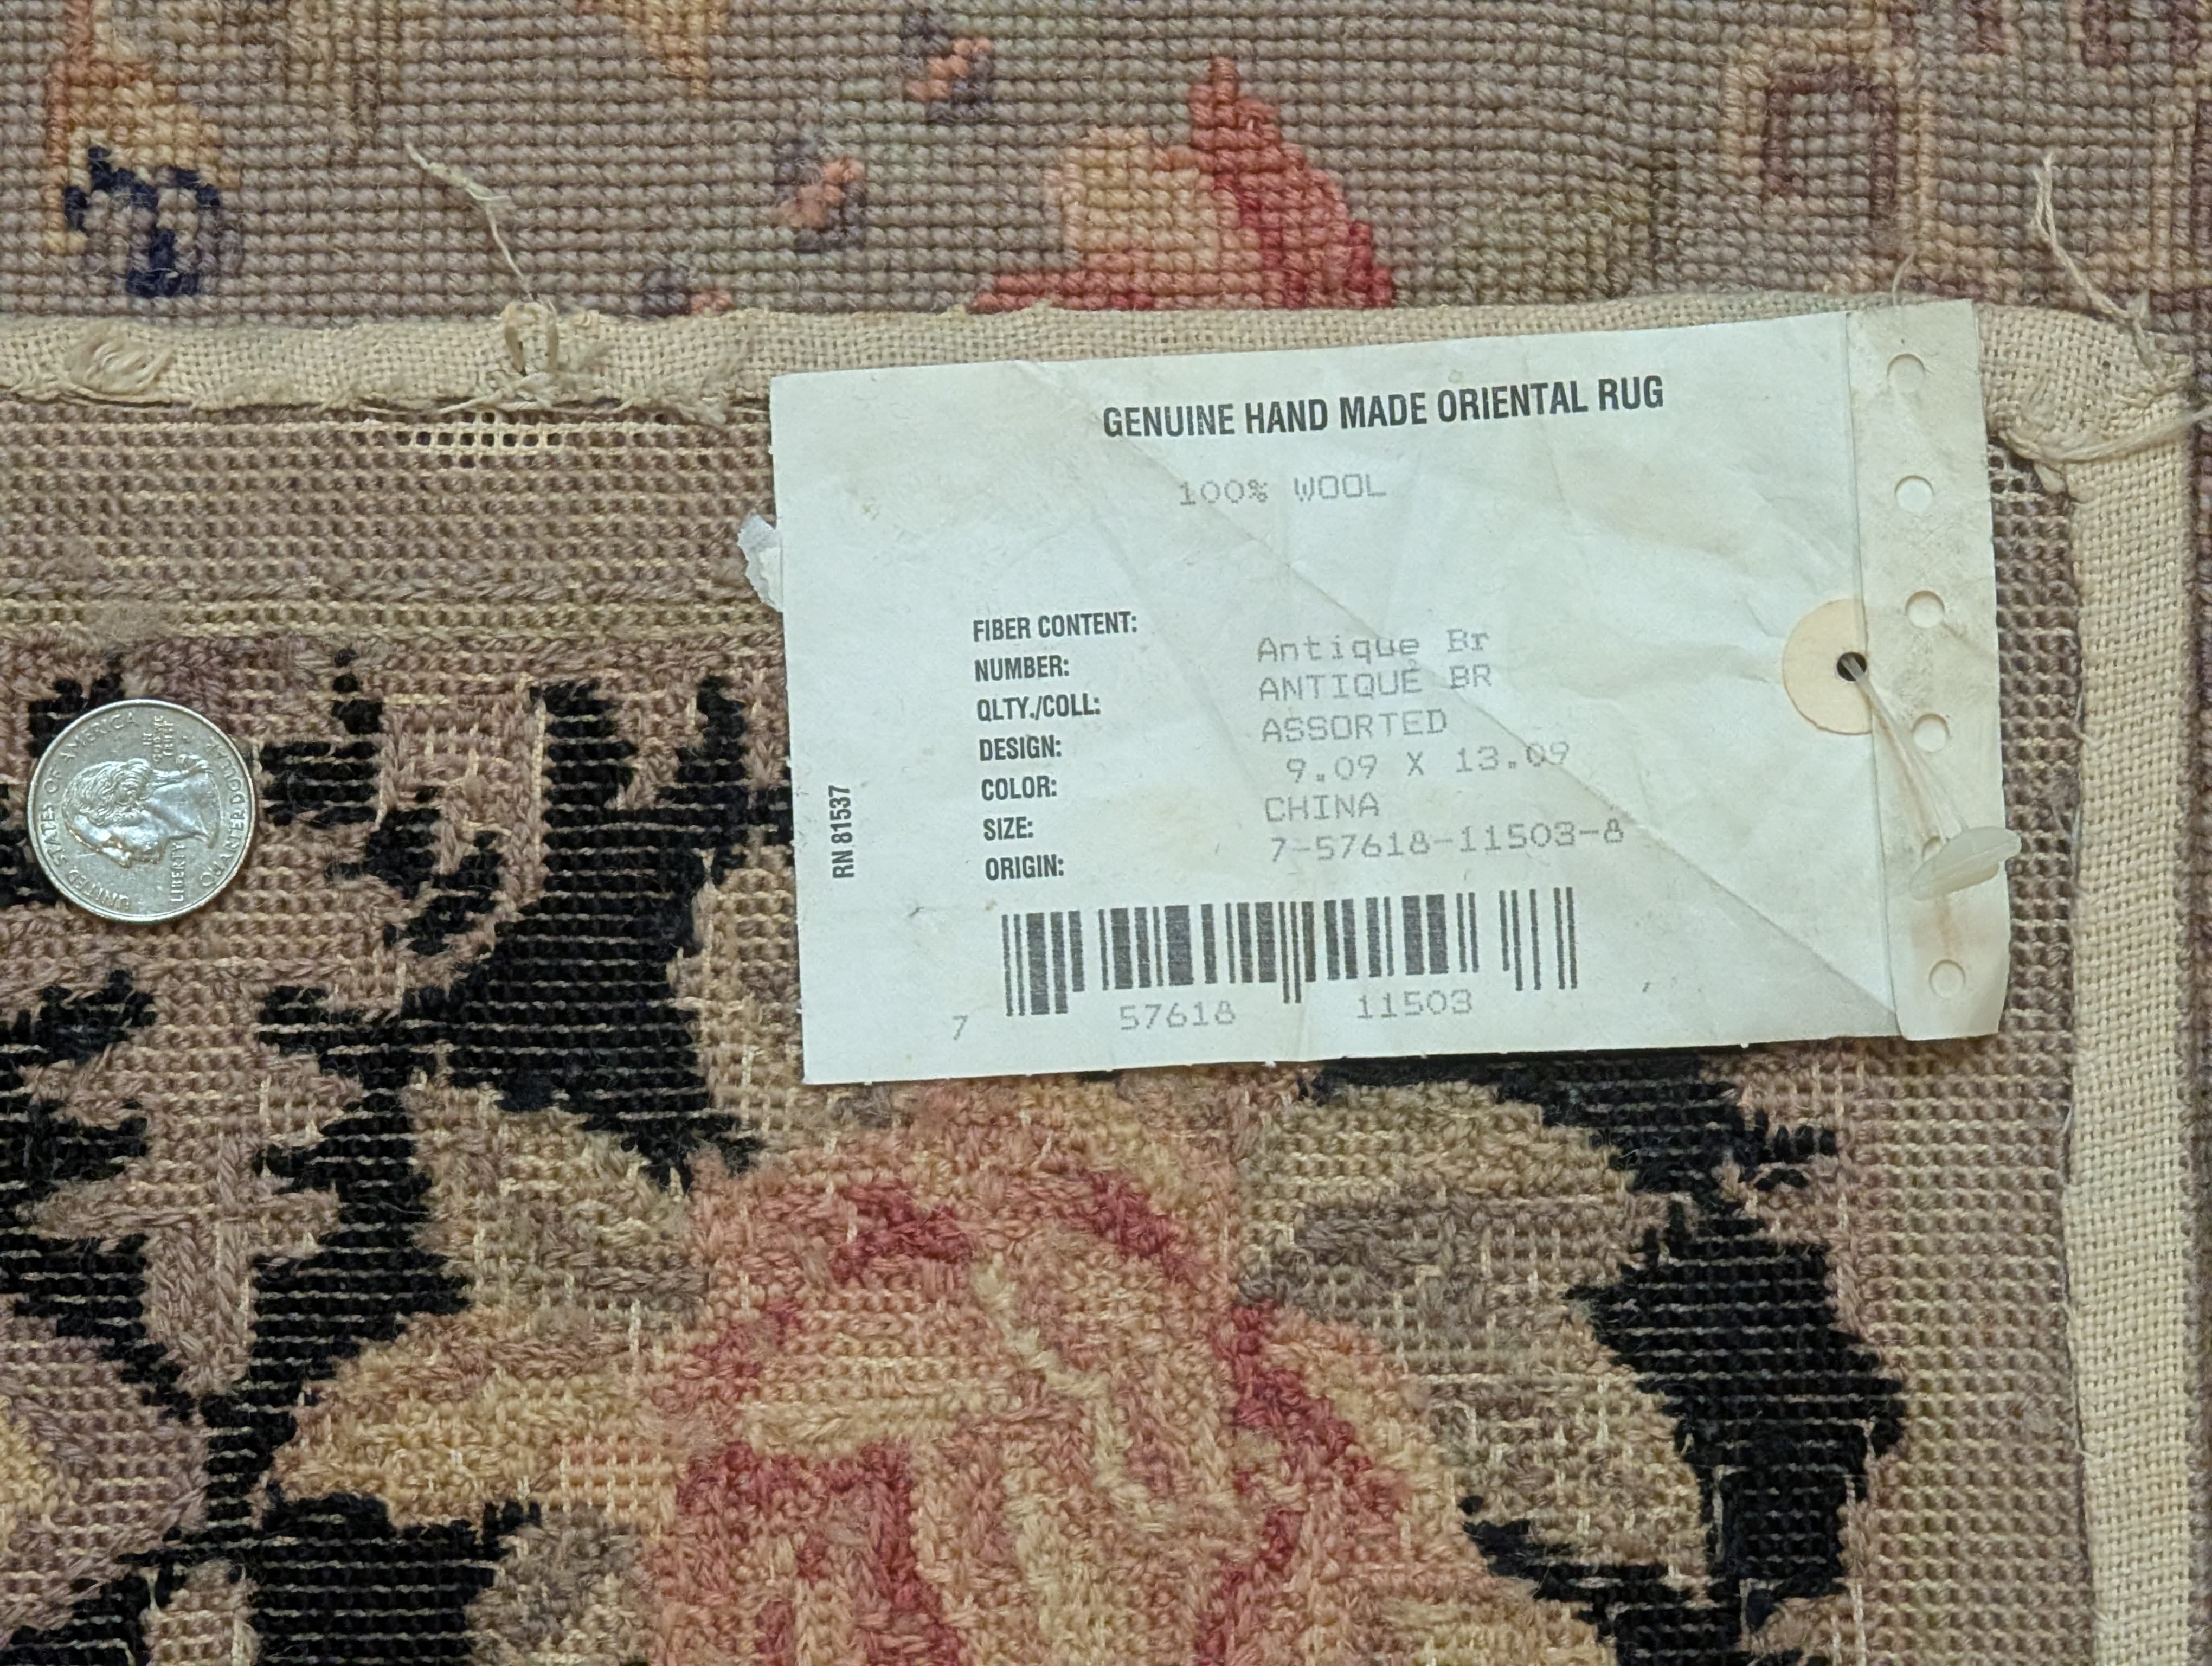 GENUINE HAND MADE ORIENTAL RUG
100% WOOL
FIBER CONTENT:
NUMBER: Antique Br
QLTY./COLL: ANTIQUE BR
DESIGN: ASSORTED
COLOR: 9.09 X 13.09
SIZE: CHINA
ORIGIN: 7-57618-11503-8
RN 81537
7 57618 11503
UNITED STATES OF AMERICA
LIBERTY
IN GOD WE TRUST
QUARTER DOLLAR